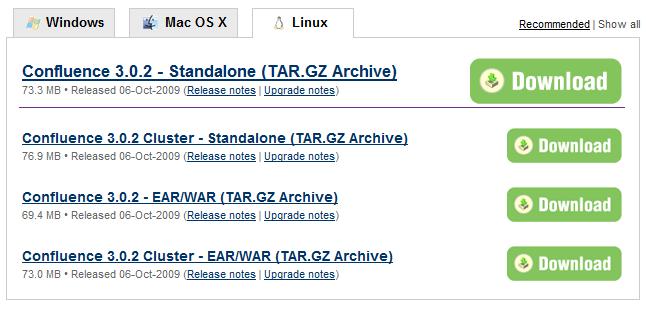 Windows Mac OS X Linux Recommended | Show all
Confluence 3.0.2 - Standalone (TAR.GZ Archive) Download
73.3 MB • Released 06-Oct-2009 (Release notes | Upgrade notes)
Confluence 3.0.2 Cluster - Standalone (TAR.GZ Archive) Download
76.9 MB • Released 06-Oct-2009 (Release notes | Upgrade notes)
Confluence 3.0.2 - EAR/WAR (TAR.GZ Archive) Download
69.4 MB • Released 06-Oct-2009 (Release notes | Upgrade notes)
Confluence 3.0.2 Cluster - EAR/WAR (TAR.GZ Archive) Download
73.0 MB • Released 06-Oct-2009 (Release notes | Upgrade notes)